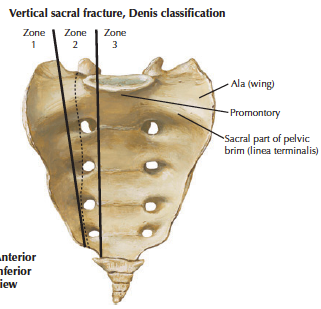 Vertical sacral fracture, Denis classification
Zone Zone Zone
1 2 3
Ala (wing)
Promontory
Sacral part of pelvic
brim (linea terminalis)
nterior
nferior
iew